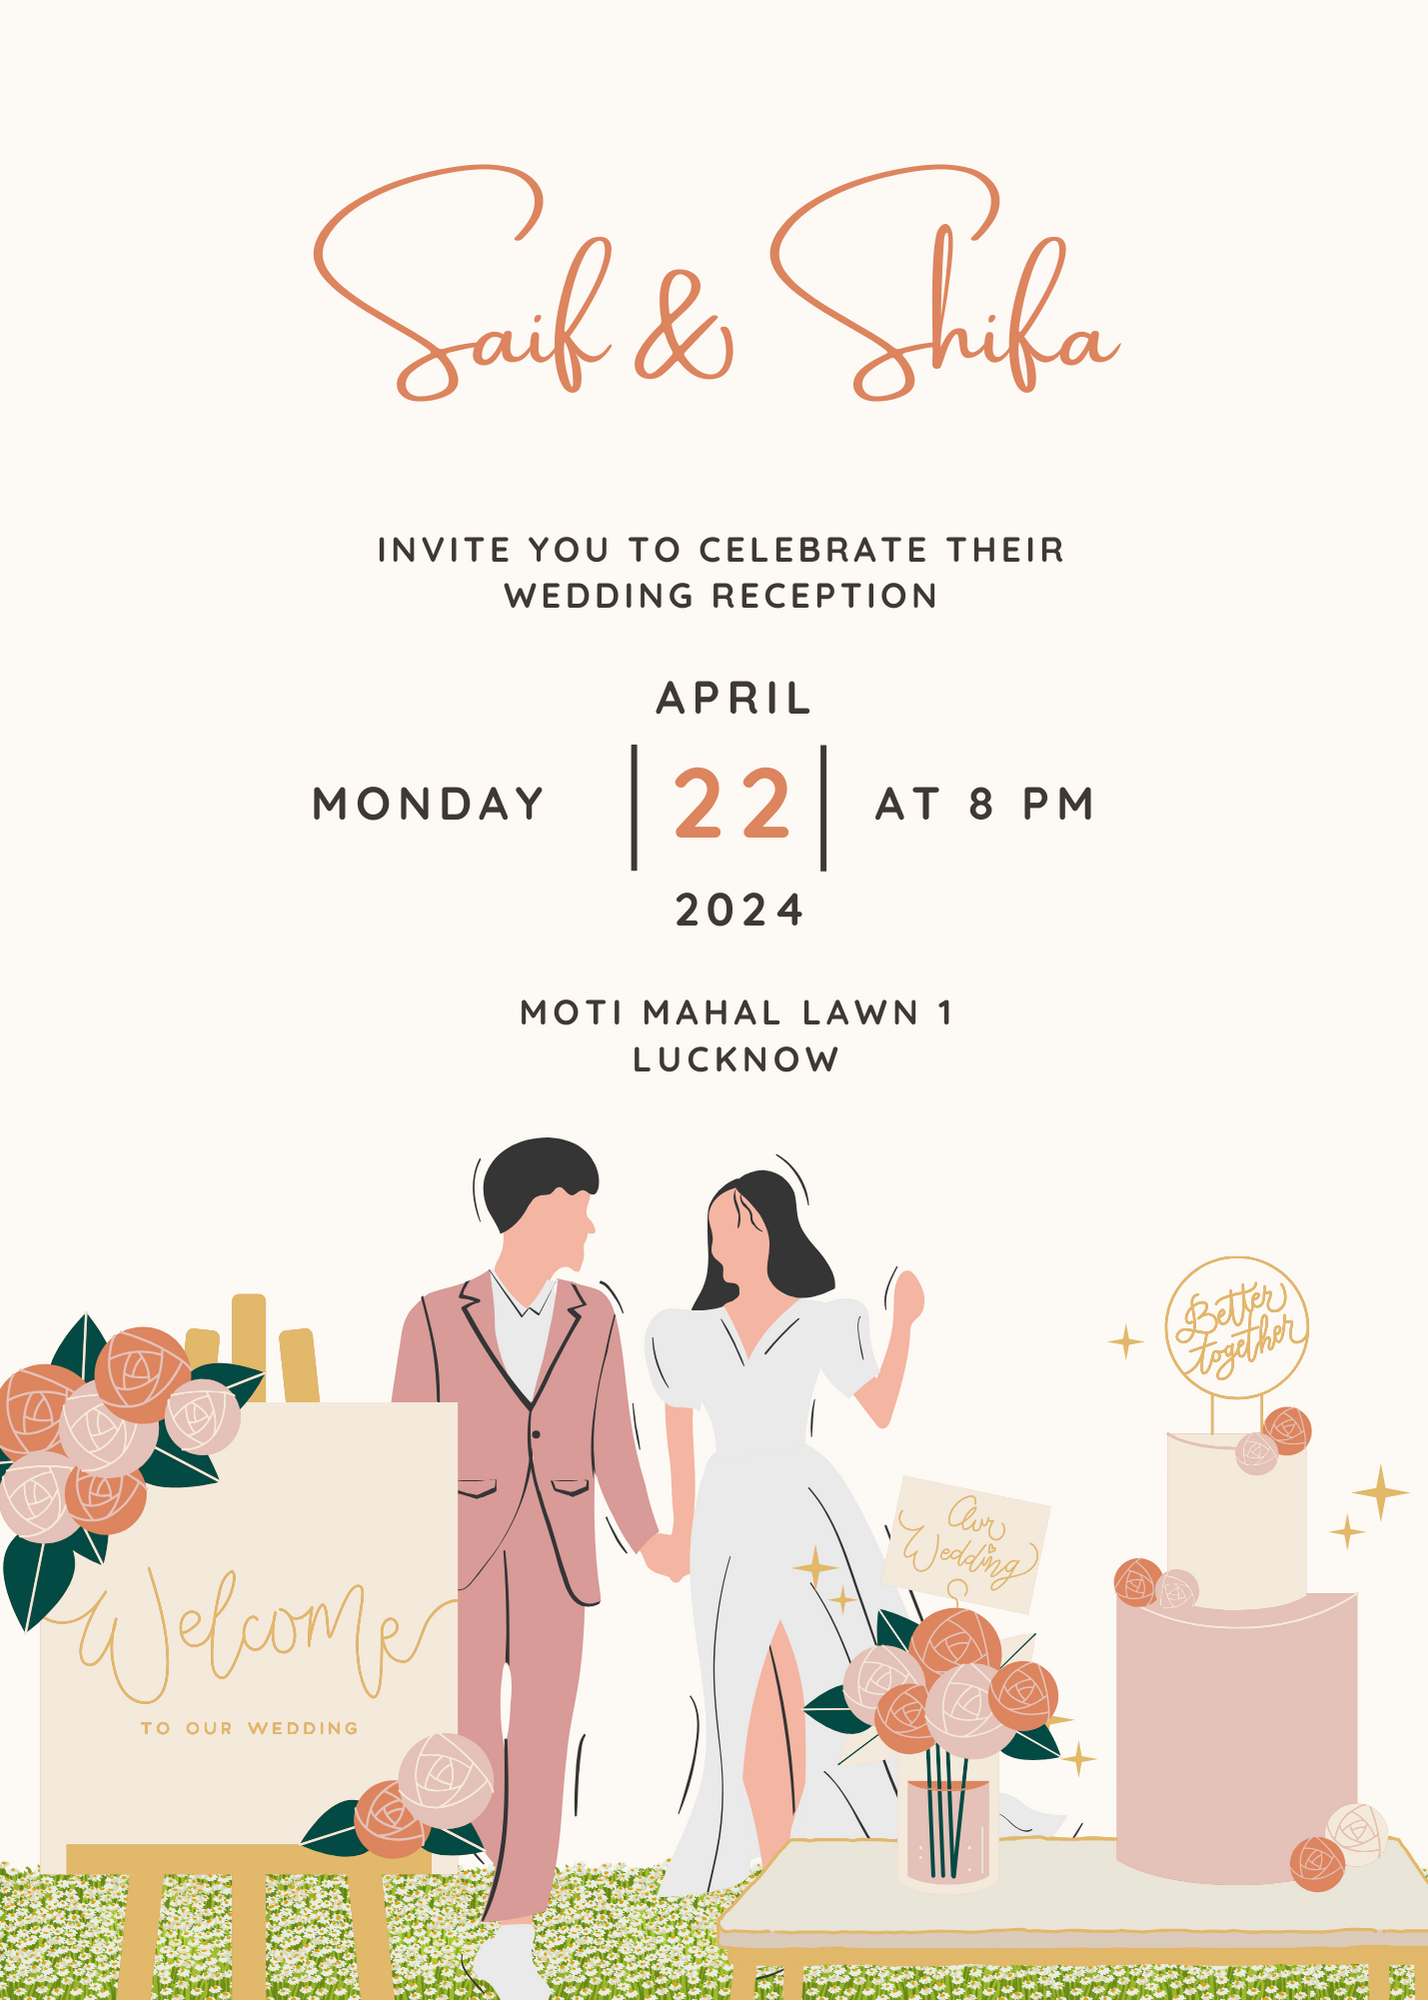 Saif & Shifa
INVITE YOU TO CELEBRATE THEIR
WEDDING RECEPTION
APRIL
MONDAY | 22 | AT 8 PM
2024
MOTI MAHAL LAWN 1
LUCKNOW
Better
together
Our
Wedding
Welcome
TO OUR WEDDING